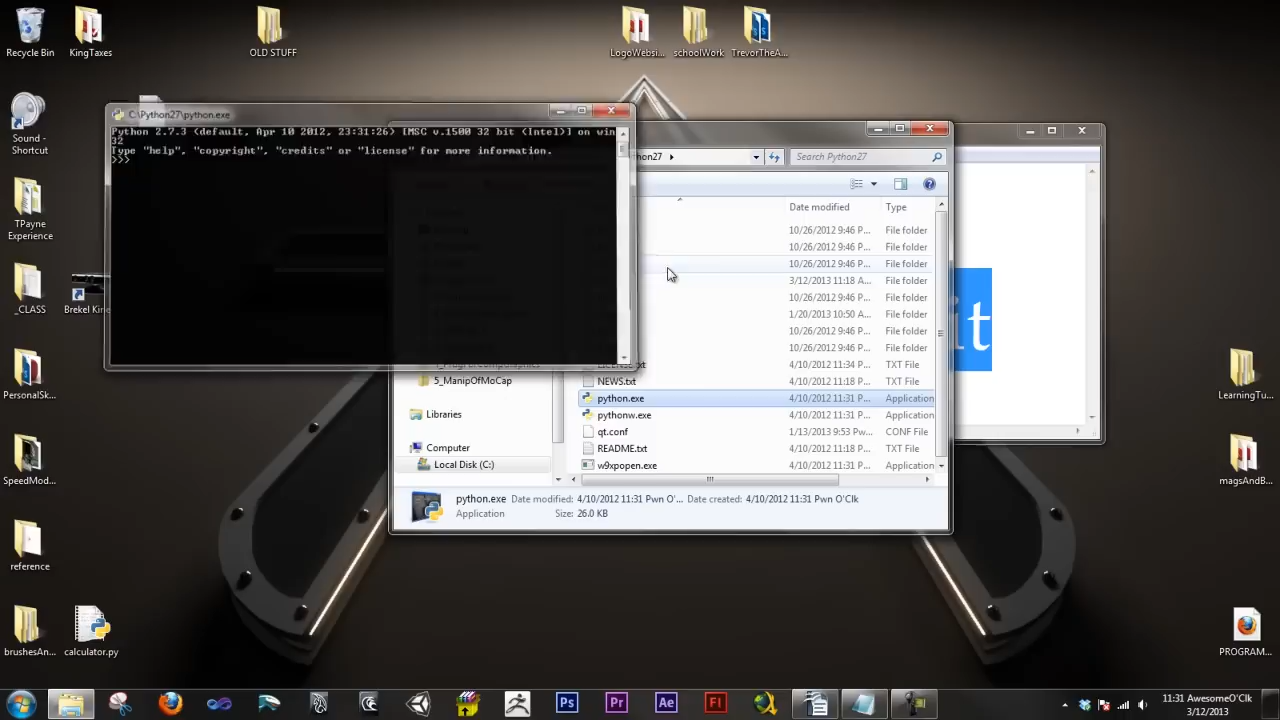 Recycle Bin
KingTaxes
OLD STUFF
LogoWebsi...
schoolWork
TrevorTheA...
C:\Python27\python.exe
Python 2.7.3 (default, Apr 10 2012, 23:31:26) [MSC v.1500 32 bit (Intel)] on win
32
Type "help", "copyright", "credits" or "license" for more information.
>>>
hon27
Search Python27
Date modified
Type
10/26/2012 9:46 P...
File folder
10/26/2012 9:46 P...
File folder
10/26/2012 9:46 P...
File folder
3/12/2013 11:18 A...
File folder
10/26/2012 9:46 P...
File folder
1/20/2013 10:50 A...
File folder
10/26/2012 9:46 P...
File folder
10/26/2012 9:46 P...
File folder
LICENSE.txt
4/10/2012 11:34 P...
TXT File
NEWS.txt
4/10/2012 11:18 P...
TXT File
python.exe
4/10/2012 11:31 P...
Application
pythonw.exe
4/10/2012 11:31 P...
Application
qt.conf
1/13/2013 9:53 Pw...
CONF File
README.txt
4/10/2012 11:18 P...
TXT File
w9xpopen.exe
4/10/2012 11:31 P...
Application
5_ManipOfMoCap
Libraries
Computer
Local Disk (C:)
python.exe
Date modified: 4/10/2012 11:31 Pwn O'...
Date created: 4/10/2012 11:31 Pwn O'Clk
Application
Size: 26.0 KB
it
Sound -
Shortcut
TPayne
Experience
_CLASS
Brekel Kin
PersonalSk...
SpeedMod...
reference
brushesAn...
calculator.py
LearningTu...
magsAndB...
PROGRAM...
Ps
Pr
Ae
Fl
11:31 AwesomeO'Clk
3/12/2013